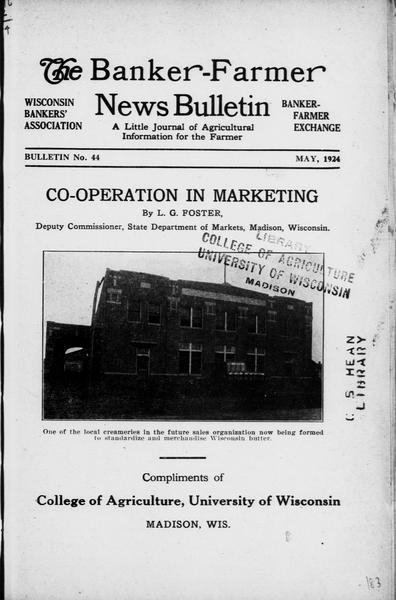 The Banker-Farmer
News Bulletin
WISCONSIN
BANKERS'
ASSOCIATION
A Little Journal of Agricultural
Information for the Farmer
BANKER-
FARMER
EXCHANGE
BULLETIN No. 44
MAY, 1924
CO-OPERATION IN MARKETING
By L. G. FOSTER,
Deputy Commissioner, State Department of Markets, Madison, Wisconsin.
LIBRARY
COLLEGE OF AGRICULTURE
UNIVERSITY OF WISCONSIN
MADISON
C S HEAN
LIBRARY
One of the local creameries in the future sales organization now being formed
to standardize and merchandise Wisconsin butter.
Compliments of
College of Agriculture, University of Wisconsin
MADISON, WIS.
183